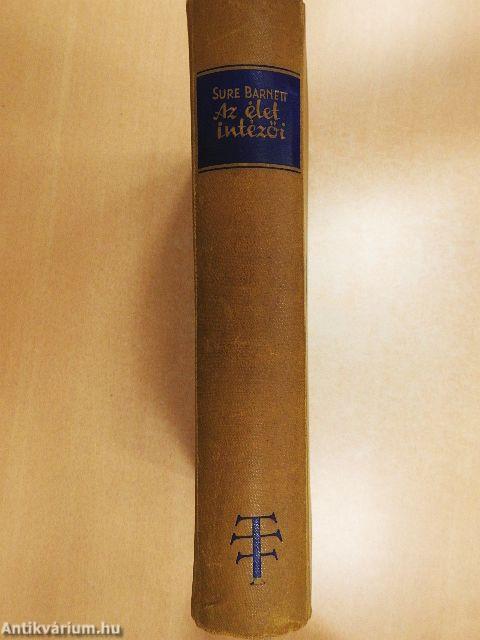 SURE BARNETT
Az élet
intézői
Antikvárium.hu